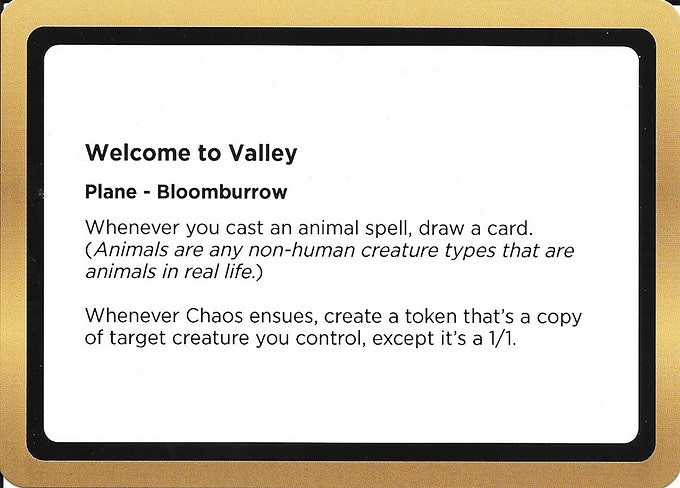 Welcome to Valley
Plane - Bloomburrow
Whenever you cast an animal spell, draw a card.
(Animals are any non-human creature types that are
animals in real life.)
Whenever Chaos ensues, create a token that's a copy
of target creature you control, except it's a 1/1.